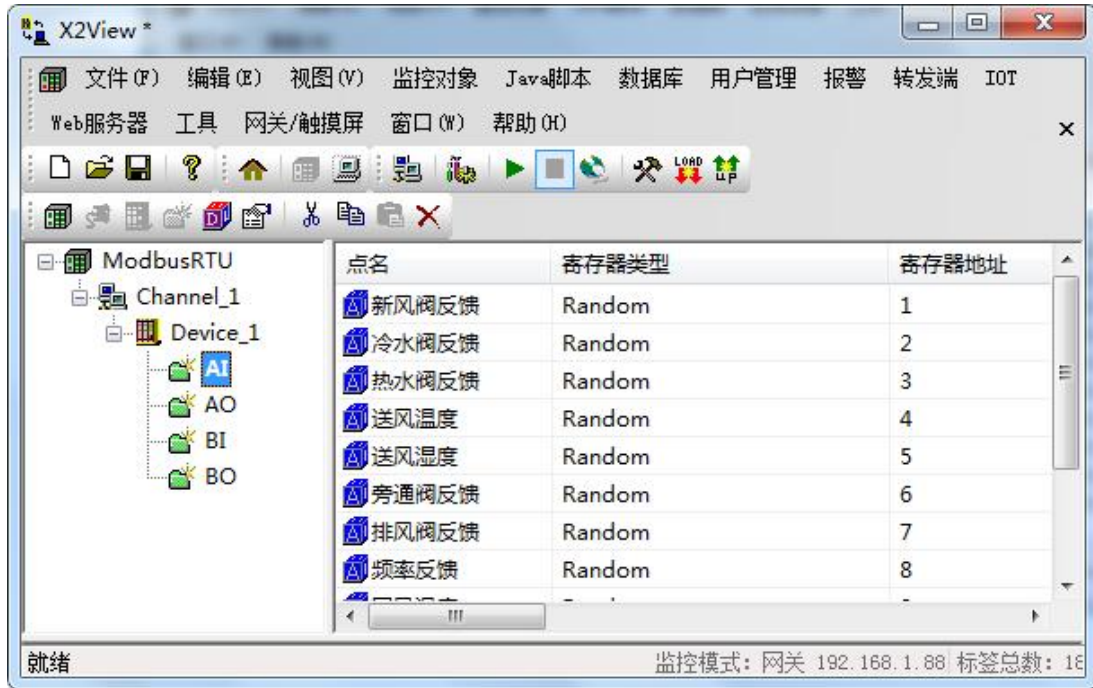 X2View *
文件(F) 编辑(E) 视图(V) 监控对象 Java脚本 数据库 用户管理 报警 转发端 IOT
Web服务器 工具 网关/触摸屏 窗口(W) 帮助(H)
LOAD UP
D
ModbusRTU
Channel_1
Device_1
AI
AO
BI
BO
点名 寄存器类型 寄存器地址
新风阀反馈 Random 1
冷水阀反馈 Random 2
热水阀反馈 Random 3
送风温度 Random 4
送风湿度 Random 5
旁通阀反馈 Random 6
排风阀反馈 Random 7
频率反馈 Random 8
就绪 监控模式: 网关 192.168.1.88 标签总数: 18